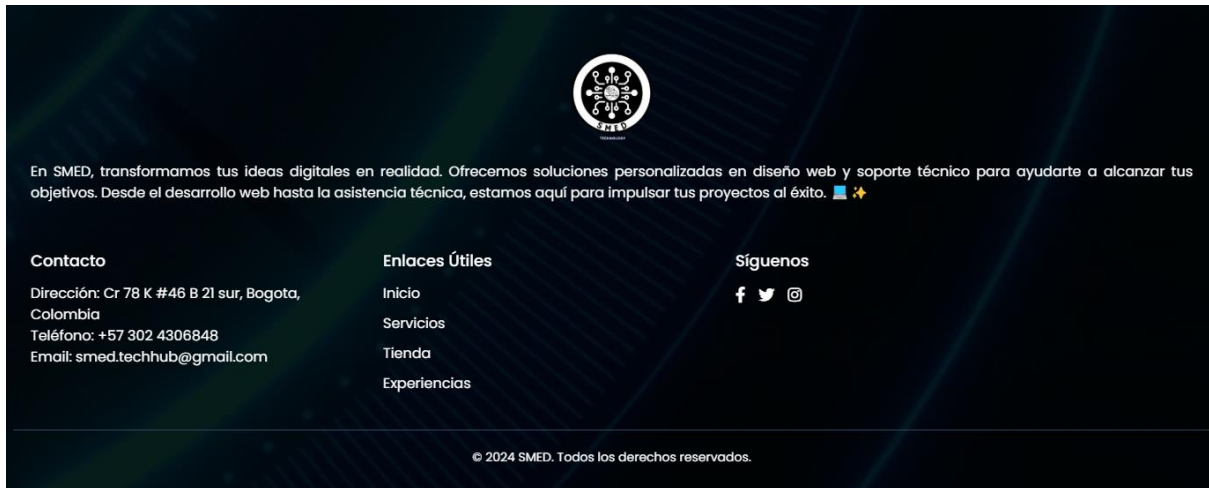 SMED
TECHNOLOGY
En SMED, transformamos tus ideas digitales en realidad. Ofrecemos soluciones personalizadas en diseño web y soporte técnico para ayudarte a alcanzar tus
objetivos. Desde el desarrollo web hasta la asistencia técnica, estamos aquí para impulsar tus proyectos al éxito. 💻 ✨
Contacto
Dirección: Cr 78 K #46 B 21 sur, Bogota,
Colombia
Teléfono: +57 302 4306848
Email: smed.techhub@gmail.com
Enlaces Útiles
Inicio
Servicios
Tienda
Experiencias
Síguenos
© 2024 SMED. Todos los derechos reservados.